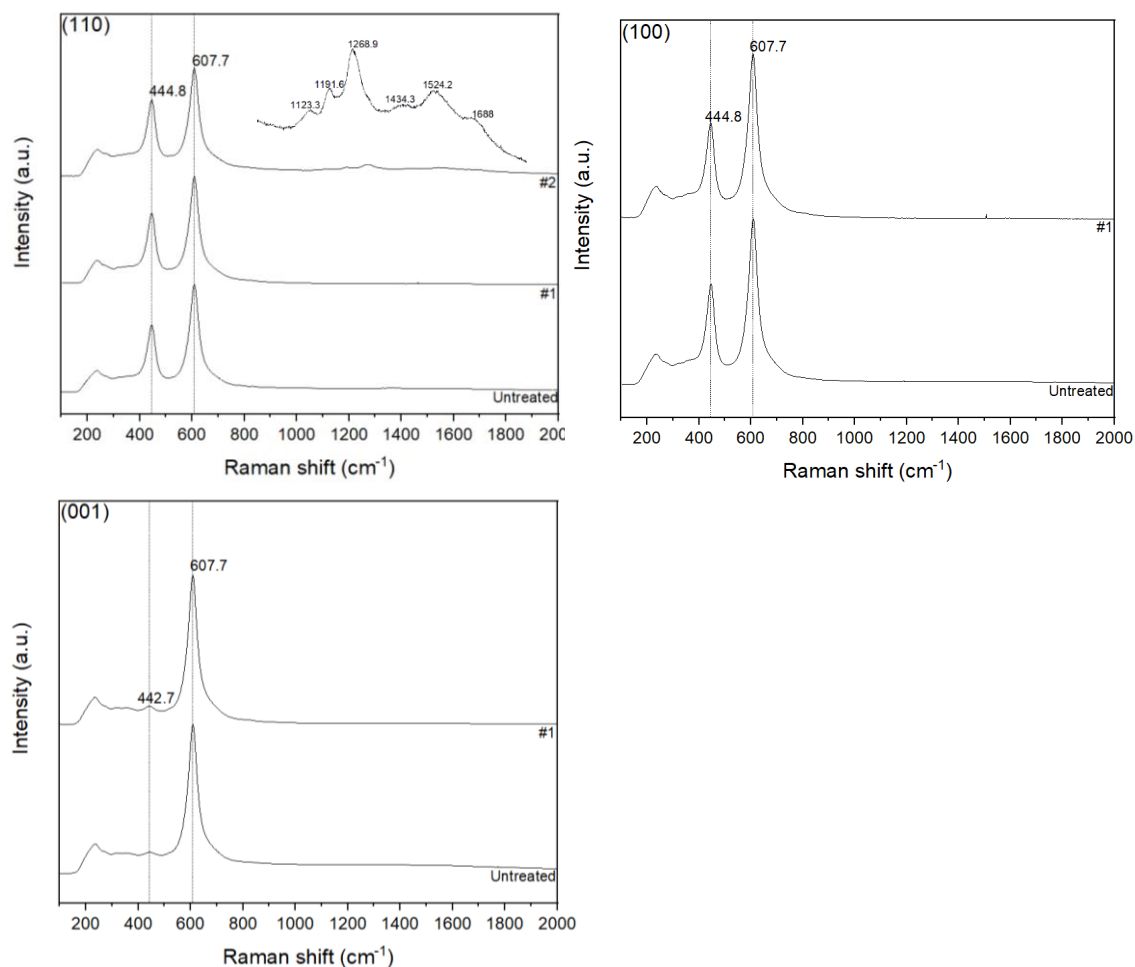 (110)
444.8
607.7
1123.3
1191.6
1268.9
1434.3
1524.2
1688
#2
#1
Untreated
Intensity (a.u.)
200 400 600 800 1000 1200 1400 1600 1800 2000
Raman shift (cm⁻¹)
(100)
444.8
607.7
#1
Untreated
Intensity (a.u.)
200 400 600 800 1000 1200 1400 1600 1800 2000
Raman shift (cm⁻¹)
(001)
607.7
442.7
#1
Untreated
Intensity (a.u.)
200 400 600 800 1000 1200 1400 1600 1800 2000
Raman shift (cm⁻¹)